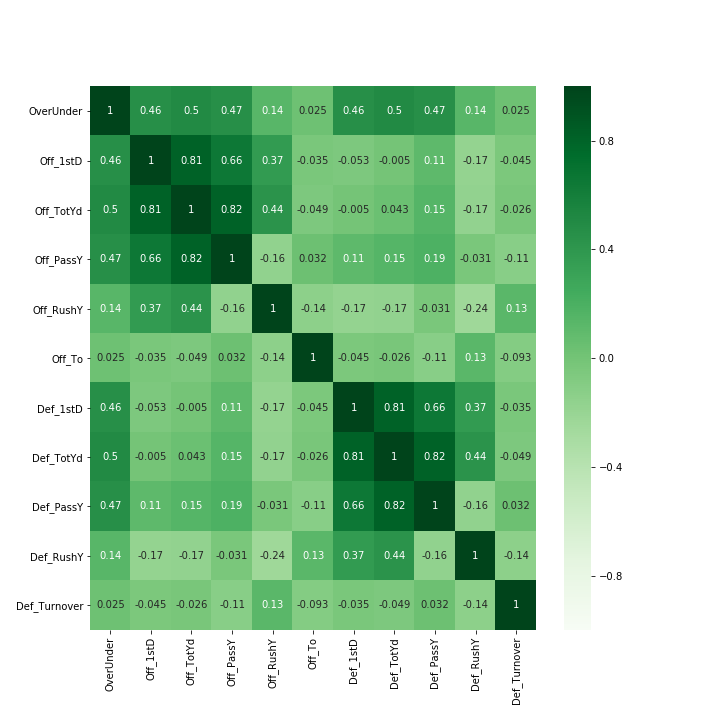 OverUnder 1 0.46 0.5 0.47 0.14 0.025 0.46 0.5 0.47 0.14 0.025
Off_1stD 0.46 1 0.81 0.66 0.37 -0.035 -0.053 -0.005 0.11 -0.17 -0.045
Off_TotYd 0.5 0.81 1 0.82 0.44 -0.049 -0.005 0.043 0.15 -0.17 -0.026
Off_PassY 0.47 0.66 0.82 1 -0.16 0.032 0.11 0.15 0.19 -0.031 -0.11
Off_RushY 0.14 0.37 0.44 -0.16 1 -0.14 -0.17 -0.17 -0.031 -0.24 0.13
Off_To 0.025 -0.035 -0.049 0.032 -0.14 1 -0.045 -0.026 -0.11 0.13 -0.093
Def_1stD 0.46 -0.053 -0.005 0.11 -0.17 -0.045 1 0.81 0.66 0.37 -0.035
Def_TotYd 0.5 -0.005 0.043 0.15 -0.17 -0.026 0.81 1 0.82 0.44 -0.049
Def_PassY 0.47 0.11 0.15 0.19 -0.031 -0.11 0.66 0.82 1 -0.16 0.032
Def_RushY 0.14 -0.17 -0.17 -0.031 -0.24 0.13 0.37 0.44 -0.16 1 -0.14
Def_Turnover 0.025 -0.045 -0.026 -0.11 0.13 -0.093 -0.035 -0.049 0.032 -0.14 1
OverUnder
Off_1stD
Off_TotYd
Off_PassY
Off_RushY
Off_To
Def_1stD
Def_TotYd
Def_PassY
Def_RushY
Def_Turnover
0.8
0.4
0.0
−0.4
−0.8